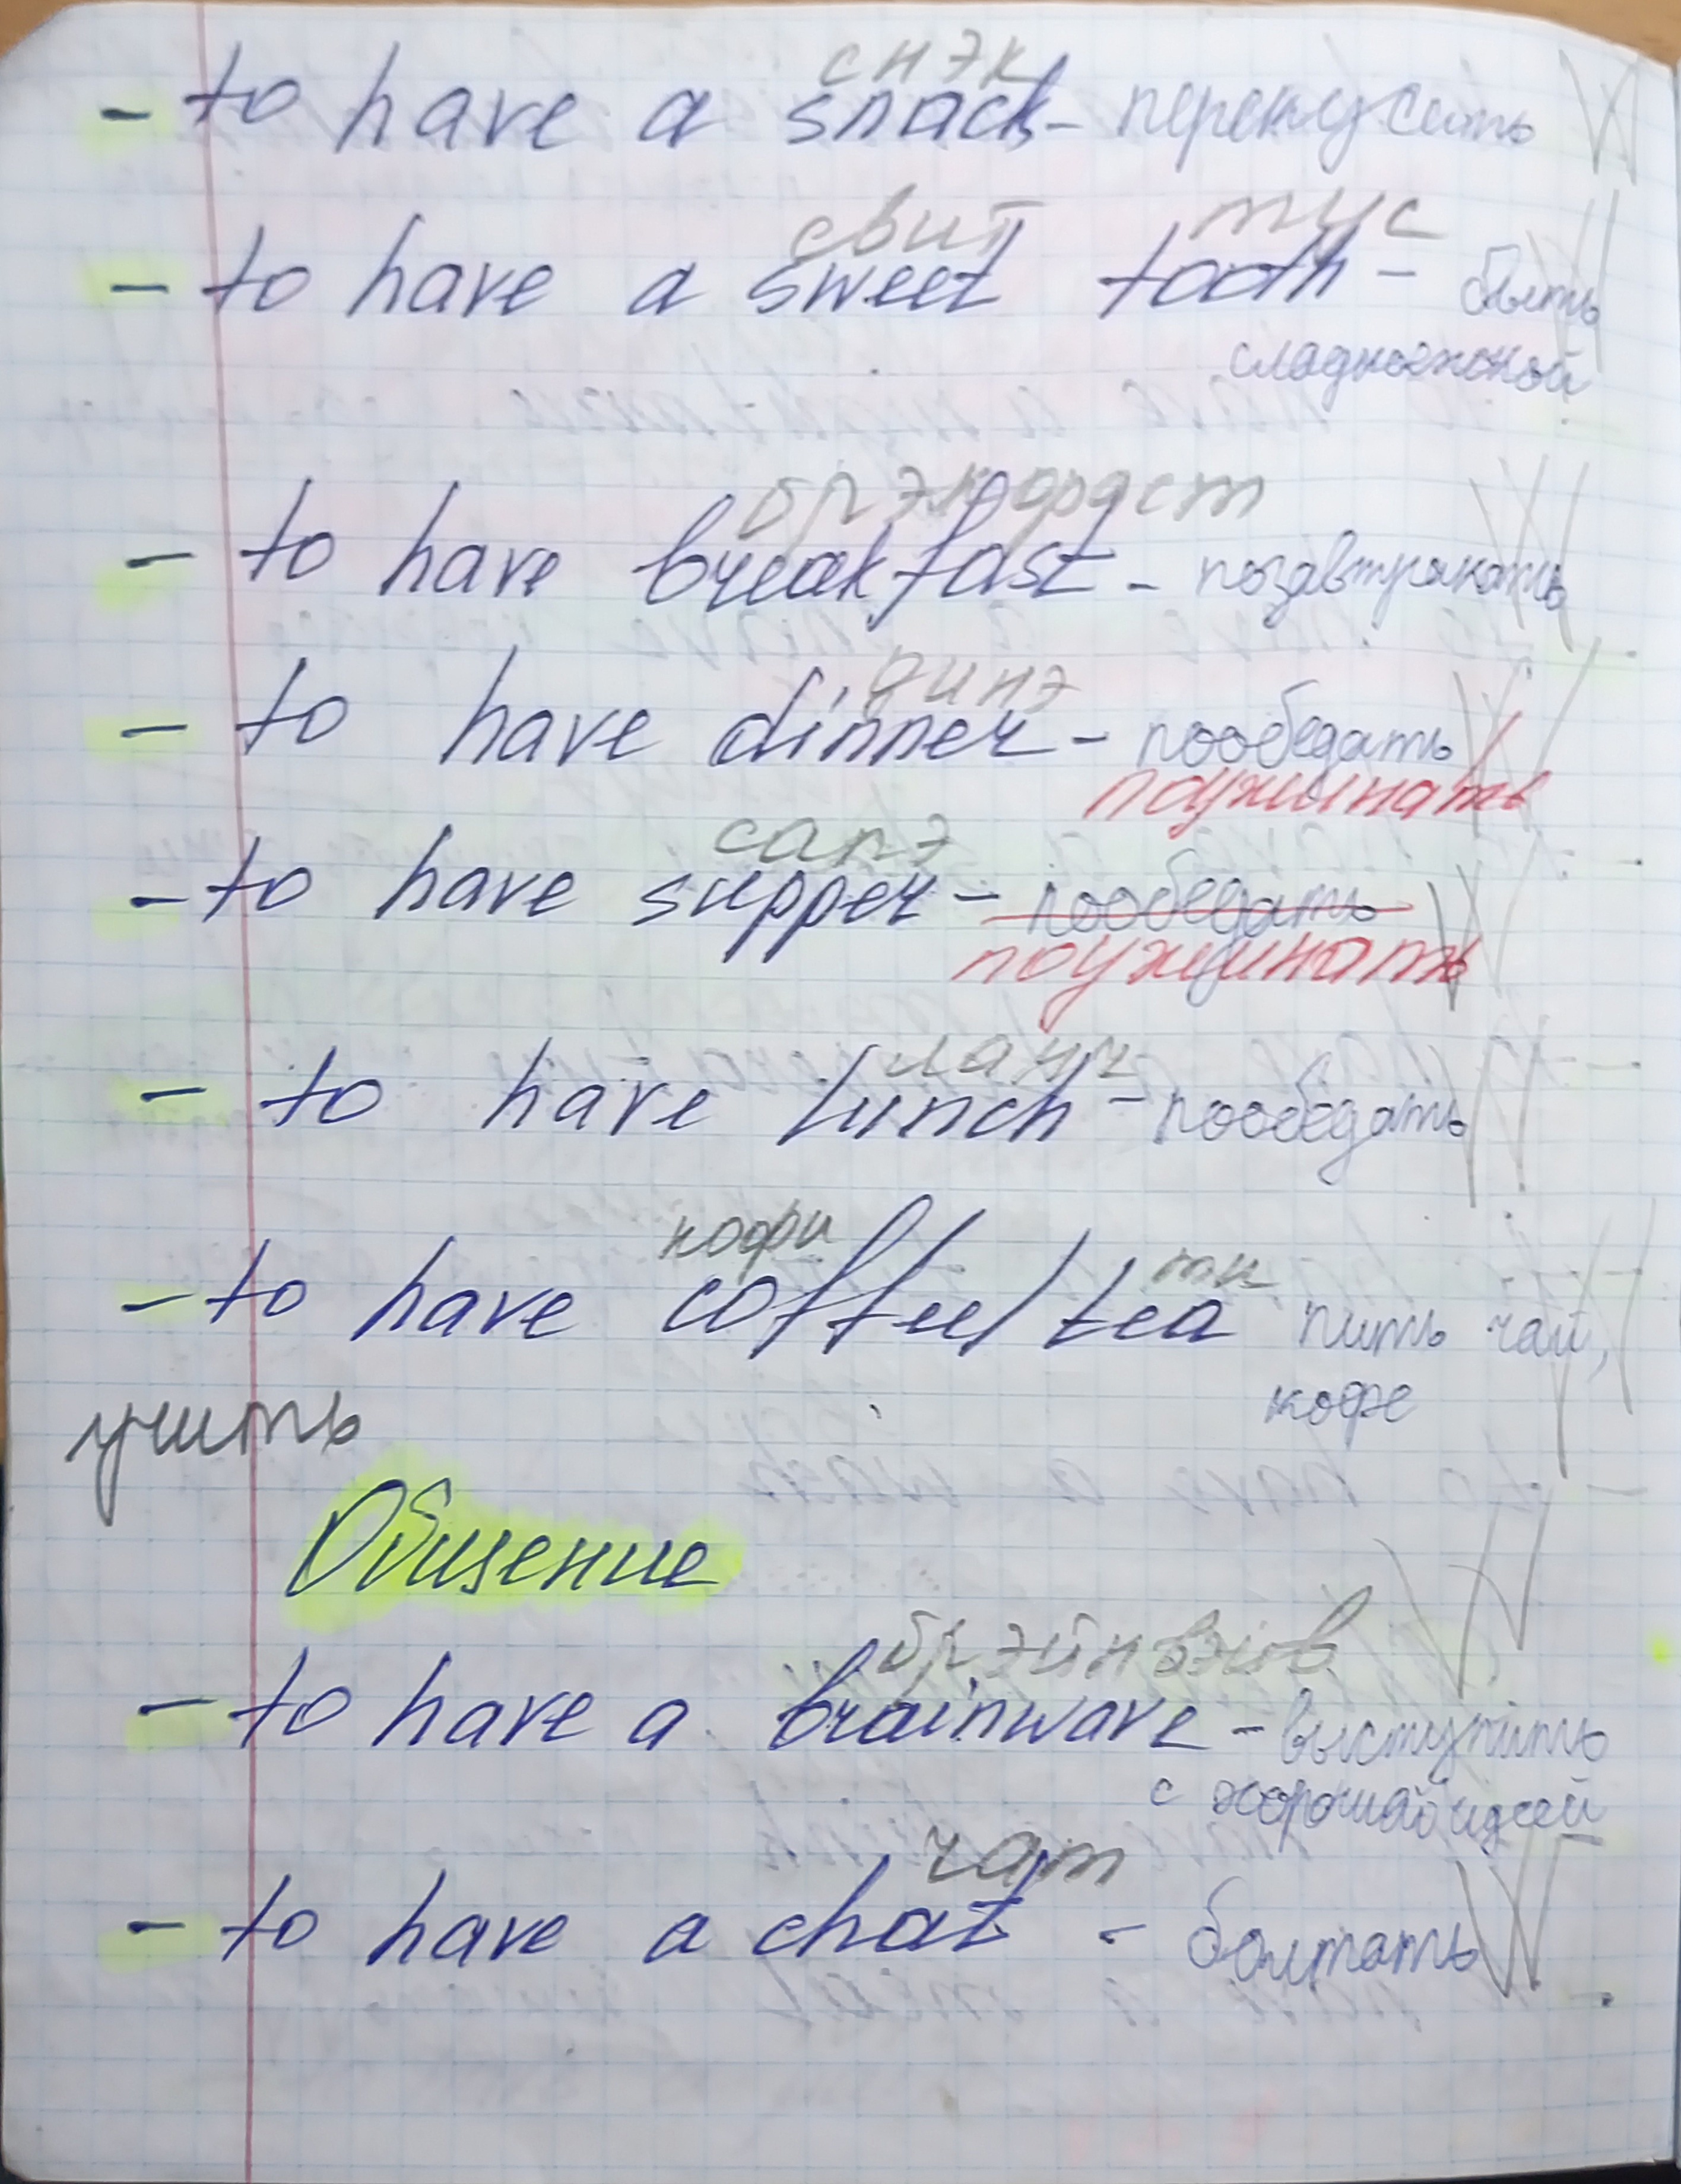 снэк
- to have a snack - перекусить
свит тус
- to have a sweet tooth - быть
сладкоежкой
брэкфаст
- to have breakfast - позавтракать
динэ
- to have dinner - пообедать/
поужинать
сапэ
- to have supper - пообедать
поужинать
ланч
- to have lunch - пообедать
кофи ти
- to have coffee/tea пить чай,
кофе
учить
Общение
брэйнвэйв
- to have a brainwave - выступить
с хорошей идеей
чат
- to have a chat - болтать